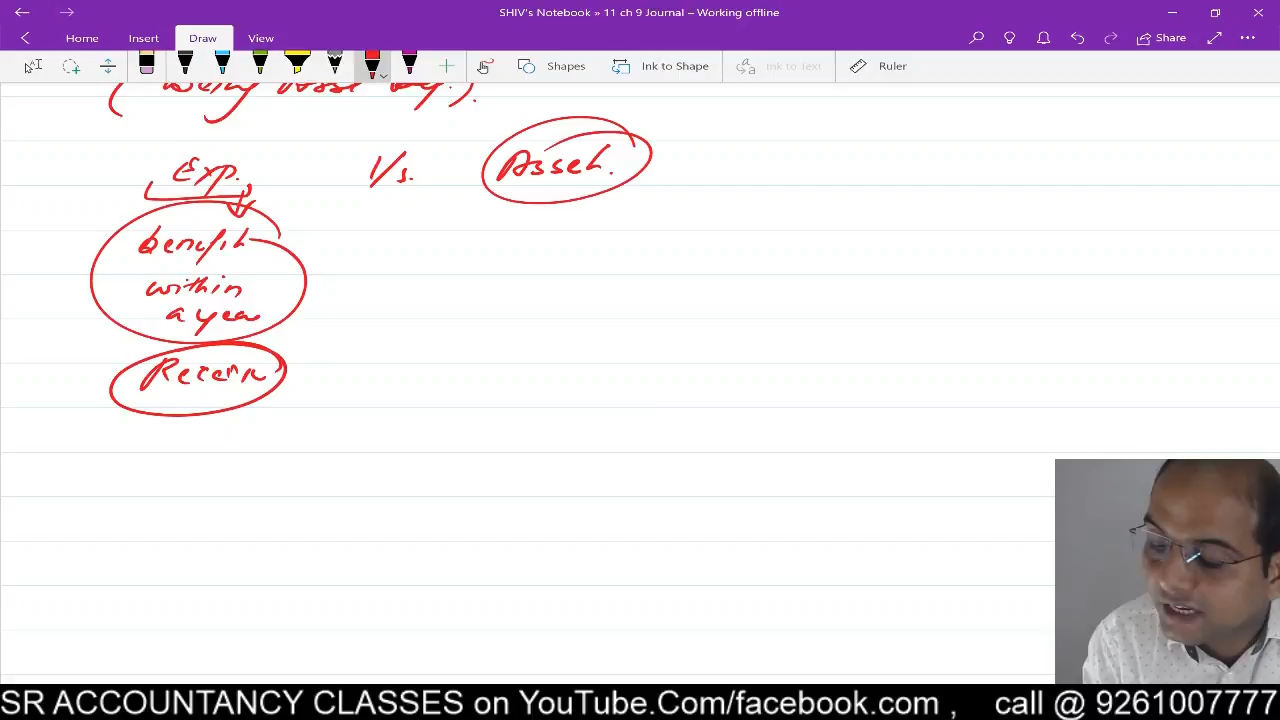 SHIV's Notebook » 11 ch 9 Journal – Working offline
Home Insert Draw View
Share
Shapes Ink to Shape Ink to Text Ruler
Exp. V/s. Asset.
benefit
within
a year
SR ACCOUNTANCY CLASSES on YouTube.Com/facebook.com , call @ 9261007777